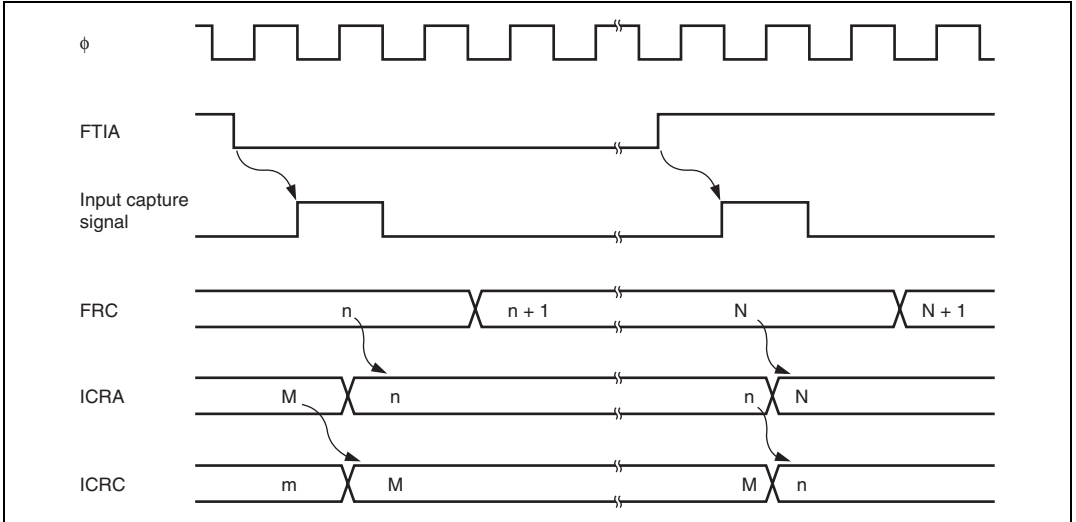 ϕ
FTIA
Input capture
signal
FRC n n + 1 N N + 1
ICRA M n n N
ICRC m M M n